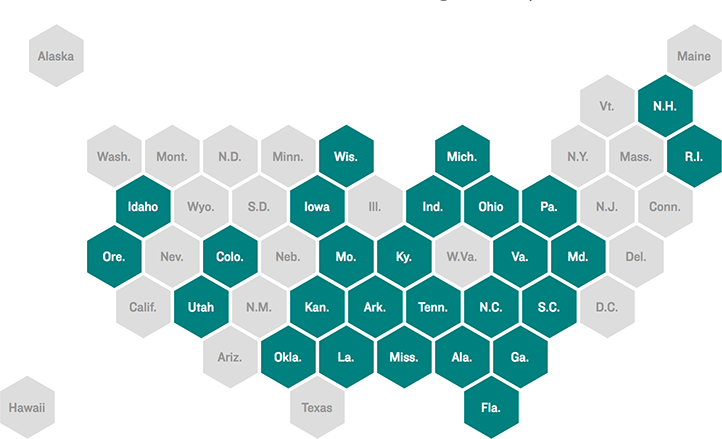 Alaska
Maine
Vt.
N.H.
Wash.
Mont.
N.D.
Minn.
Wis.
Mich.
N.Y.
Mass.
R.I.
Idaho
Wyo.
S.D.
Iowa
Ill.
Ind.
Ohio
Pa.
N.J.
Conn.
Ore.
Nev.
Colo.
Neb.
Mo.
Ky.
W.Va.
Va.
Md.
Del.
Calif.
Utah
N.M.
Kan.
Ark.
Tenn.
N.C.
S.C.
D.C.
Ariz.
Okla.
La.
Miss.
Ala.
Ga.
Hawaii
Texas
Fla.